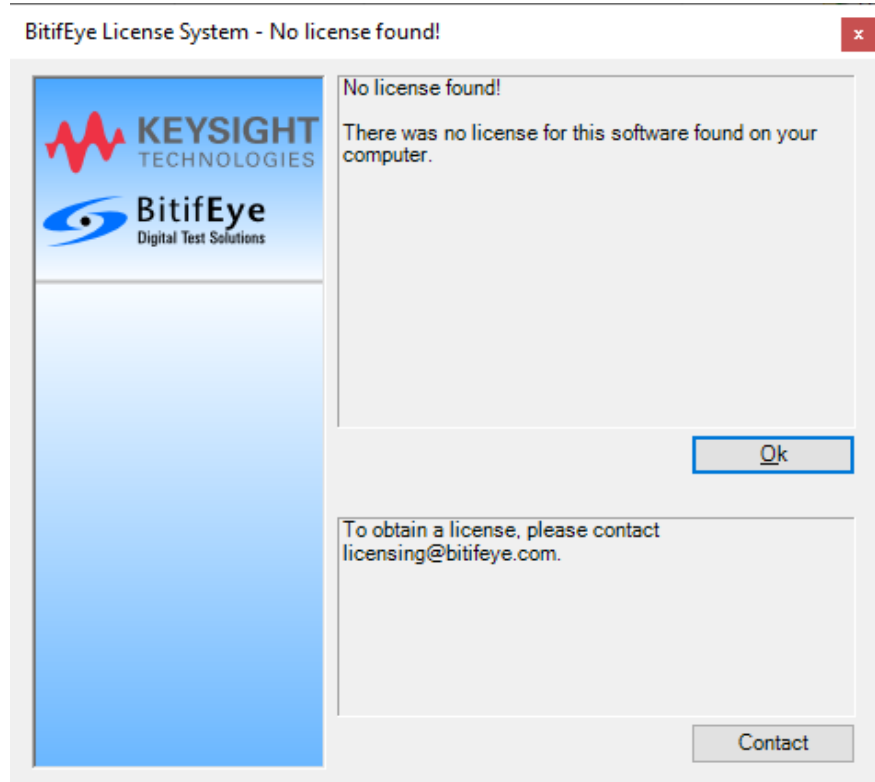 BitifEye License System - No license found!
x
KEYSIGHT
TECHNOLOGIES
BitifEye
Digital Test Solutions
No license found!
There was no license for this software found on your
computer.
Ok
To obtain a license, please contact
licensing@bitifeye.com.
Contact